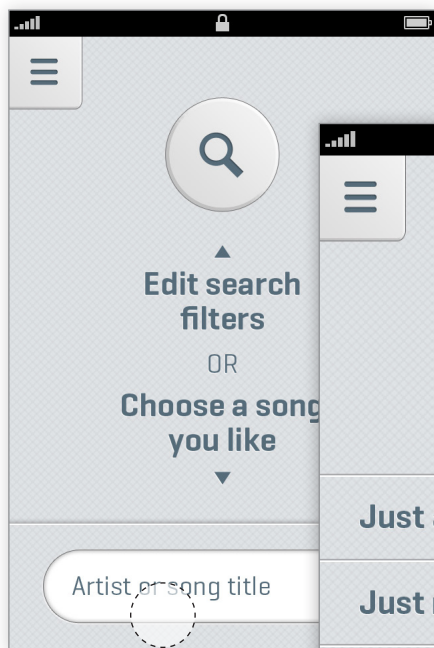 Edit search
filters
OR
Choose a song
you like
Artist or song title
Just
Just